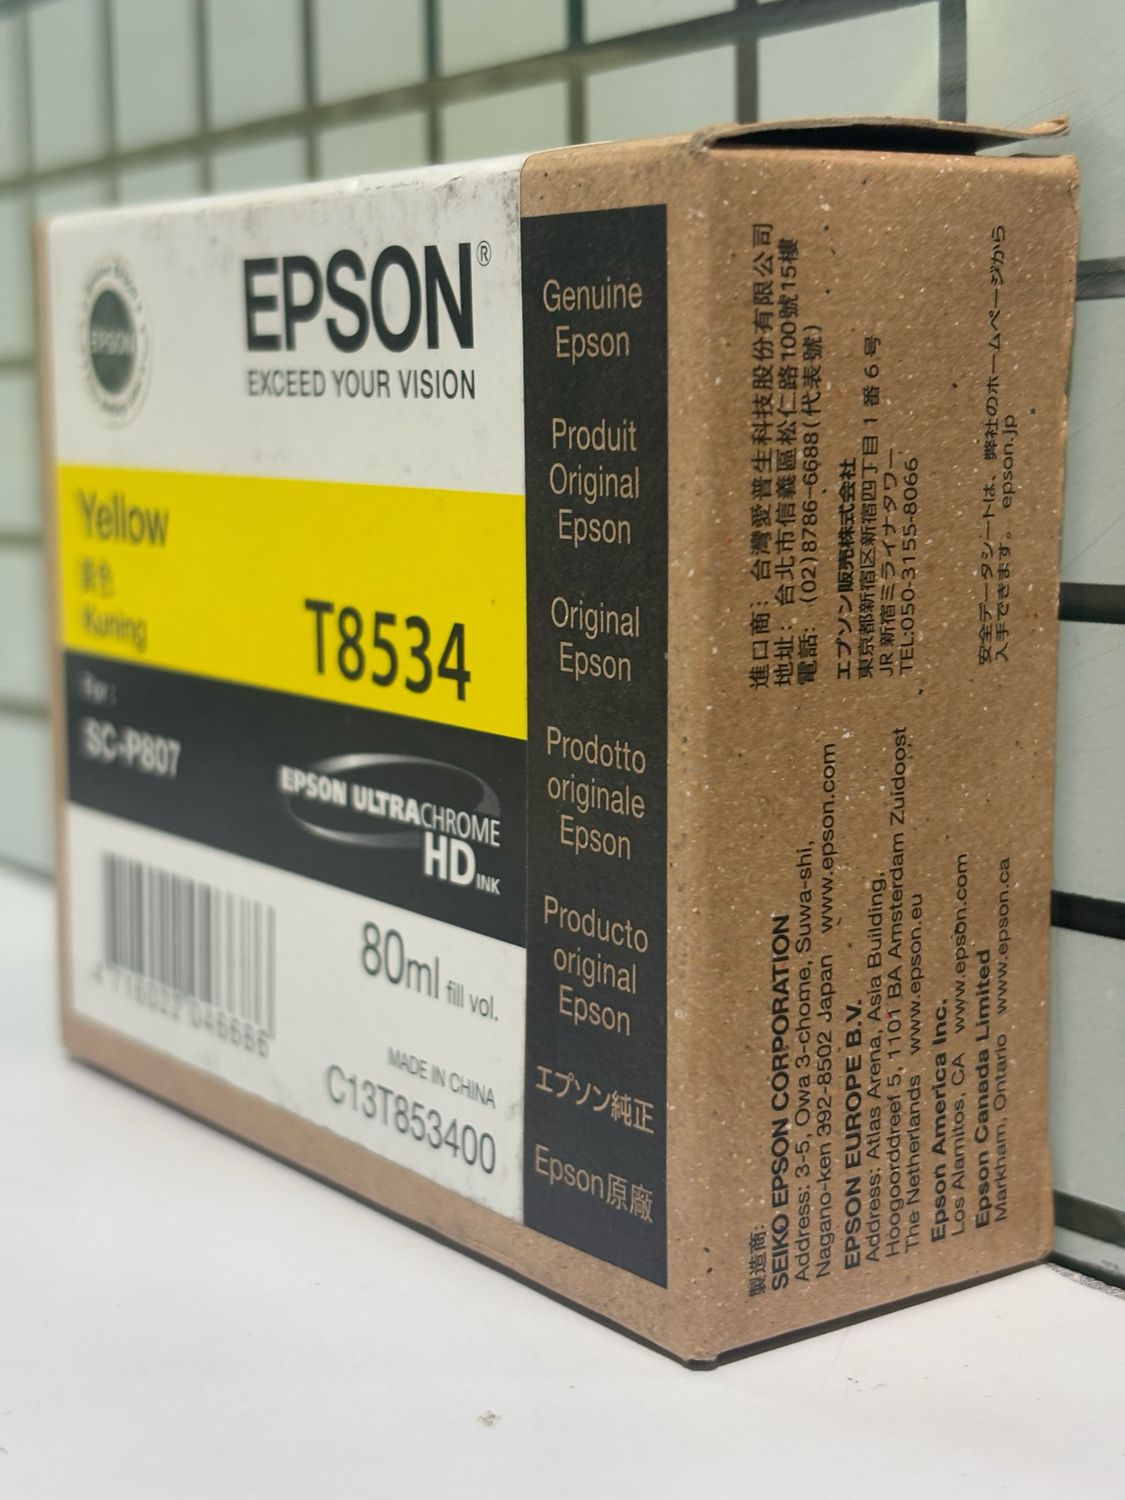 EPSON
EPSON®
EXCEED YOUR VISION
Yellow
黃色
Kuning
T8534
For :
SC-P807
EPSON ULTRACHROME
HD INK
80ml fill vol.
4 716022 046686
MADE IN CHINA
C13T853400
Genuine
Epson
Produit
Original
Epson
Original
Epson
Prodotto
originale
Epson
Producto
original
Epson
エプソン純正
Epson原廠
製造商:
SEIKO EPSON CORPORATION
Address: 3-5, Owa 3-chome, Suwa-shi,
Nagano-ken 392-8502 Japan www.epson.com
EPSON EUROPE B.V.
Address: Atlas Arena, Asia Building,
Hoogoorddreef 5, 1101 BA Amsterdam Zuidoost
The Netherlands www.epson.eu
Epson America Inc.
Los Alamitos, CA www.epson.com
Epson Canada Limited
Markham, Ontario www.epson.ca
進口商: 台灣愛普生科技股份有限公司
地址: 台北市信義區松仁路100號15樓
電話: (02)8786-6688(代表號)
エプソン販売株式会社
東京都新宿区新宿四丁目1番6号
JR新宿ミライナタワー
TEL:050-3155-8066
安全データシートは、弊社のホームページから
入手できます。 epson.jp